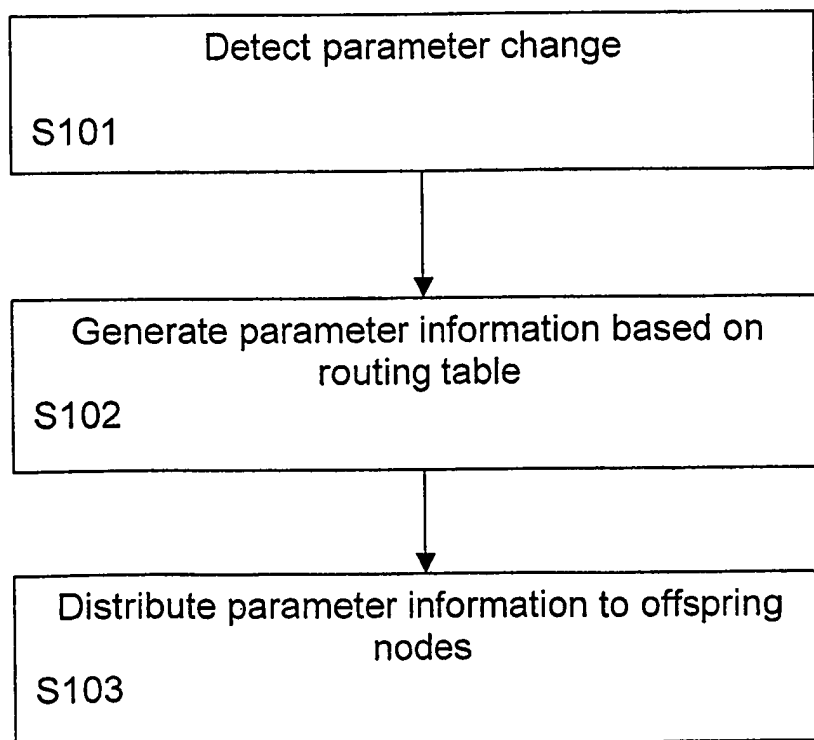 Detect parameter change
S101
Generate parameter information based on
routing table
S102
Distribute parameter information to offspring
nodes
S103